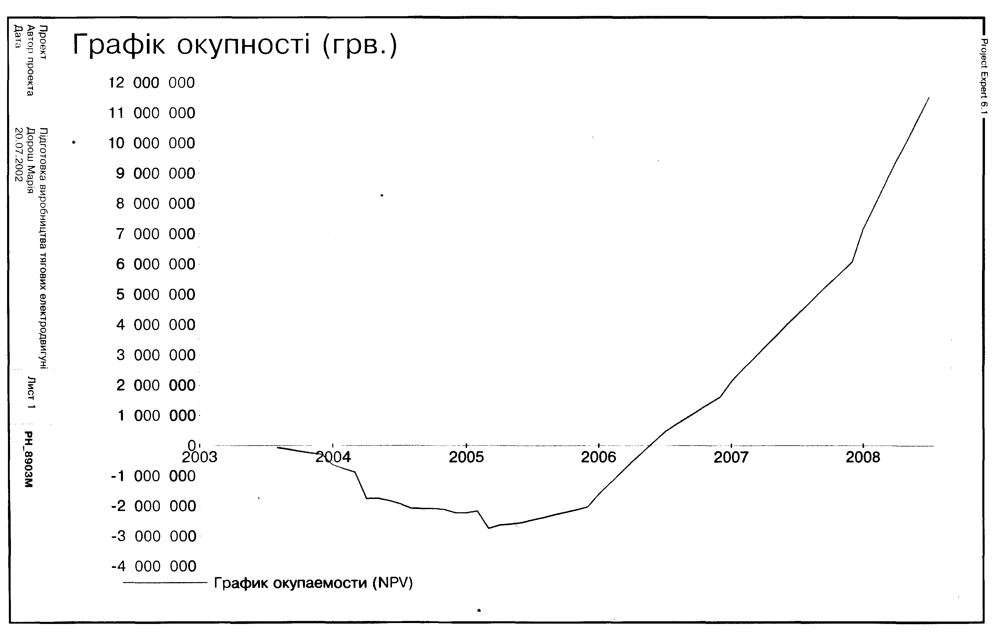 Графік окупності (грв.)
12 000 000
11 000 000
10 000 000
9 000 000
8 000 000
7 000 000
6 000 000
5 000 000
4 000 000
3 000 000
2 000 000
1 000 000
0
2003 2004 2005 2006 2007 2008
-1 000 000
-2 000 000
-3 000 000
-4 000 000
График окупаемости (NPV)
Проект Підготовка виробництва тягових електродвигуні
Автор проекта Дорош Марія Лист 1 PH_8903M
Дата 20.07.2002
Project Expert 6.1